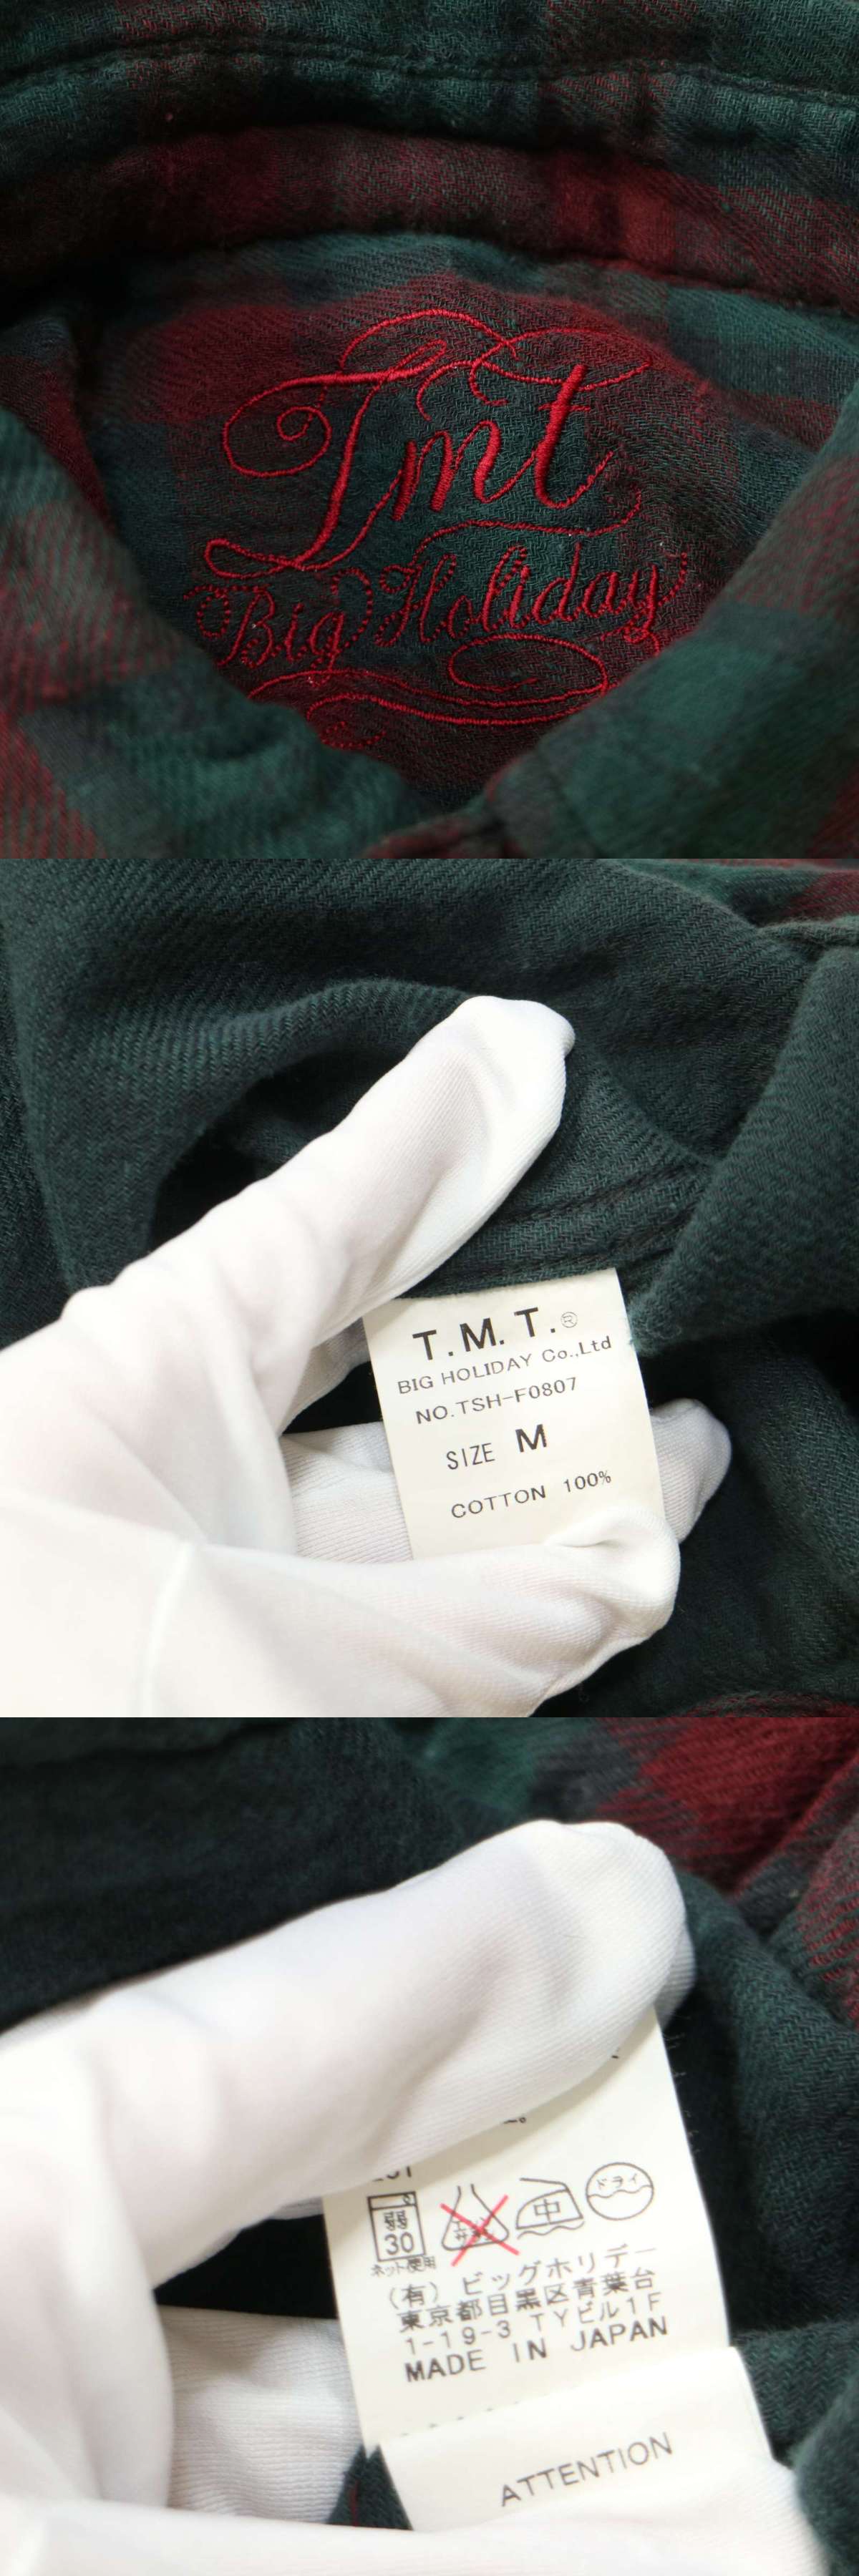 Tmt
Big Holiday
T.M.T.®
BIG HOLIDAY Co.,Ltd
NO.TSH-F0807
SIZE M
COTTON 100%
弱
30
ネット使用
中
ドライ
(有) ビッグホリデー
東京都目黒区青葉台
1-19-3 TYビル1F
MADE IN JAPAN
ATTENTION